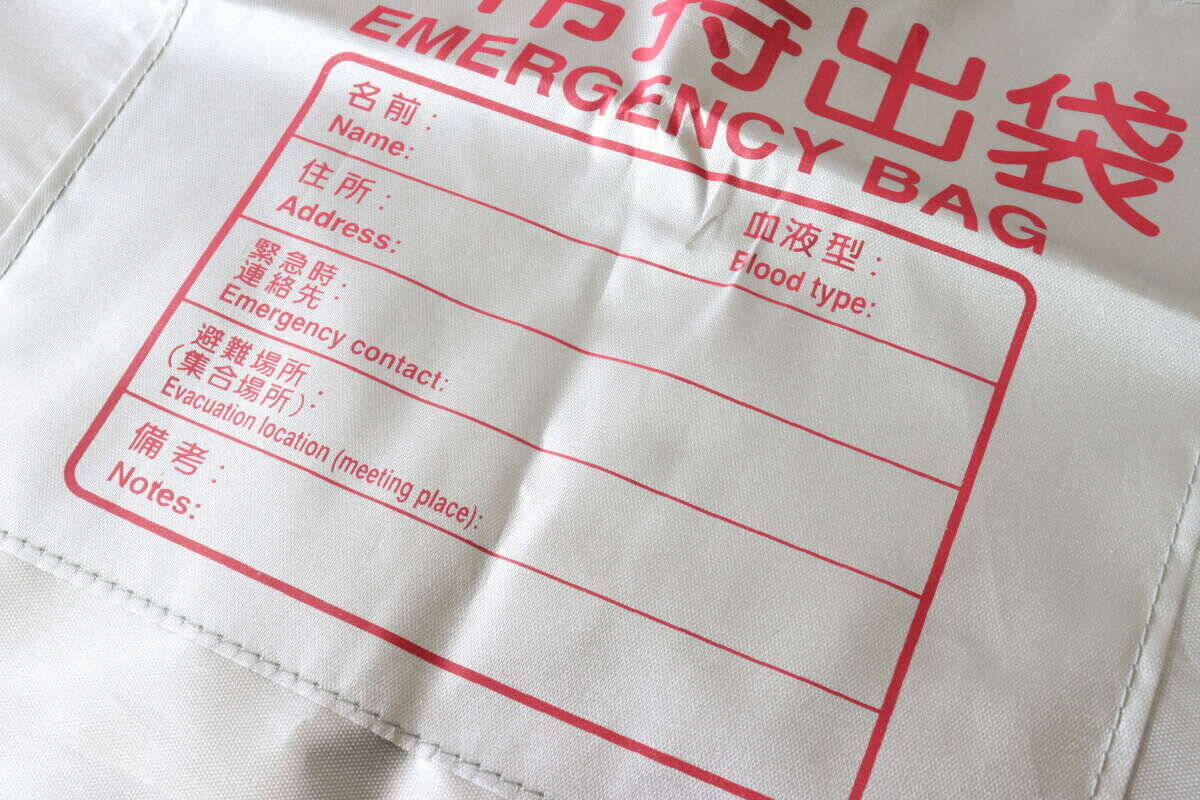 持出袋
EMERGENCY BAG
名前：
Name:
血液型：
Blood type:
住所：
Address:
緊急時：
連絡先：
Emergency contact:
避難場所：
（集合場所）：
Evacuation location (meeting place):
備考：
Notes: